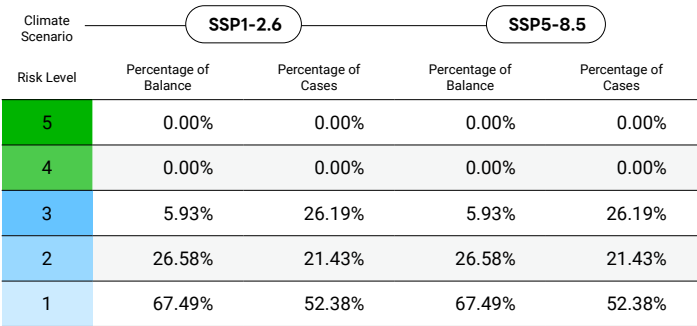 Climate Scenario SSP1-2.6 SSP5-8.5
Risk Level Percentage of Balance Percentage of Cases Percentage of Balance Percentage of Cases
5 0.00% 0.00% 0.00% 0.00%
4 0.00% 0.00% 0.00% 0.00%
3 5.93% 26.19% 5.93% 26.19%
2 26.58% 21.43% 26.58% 21.43%
1 67.49% 52.38% 67.49% 52.38%